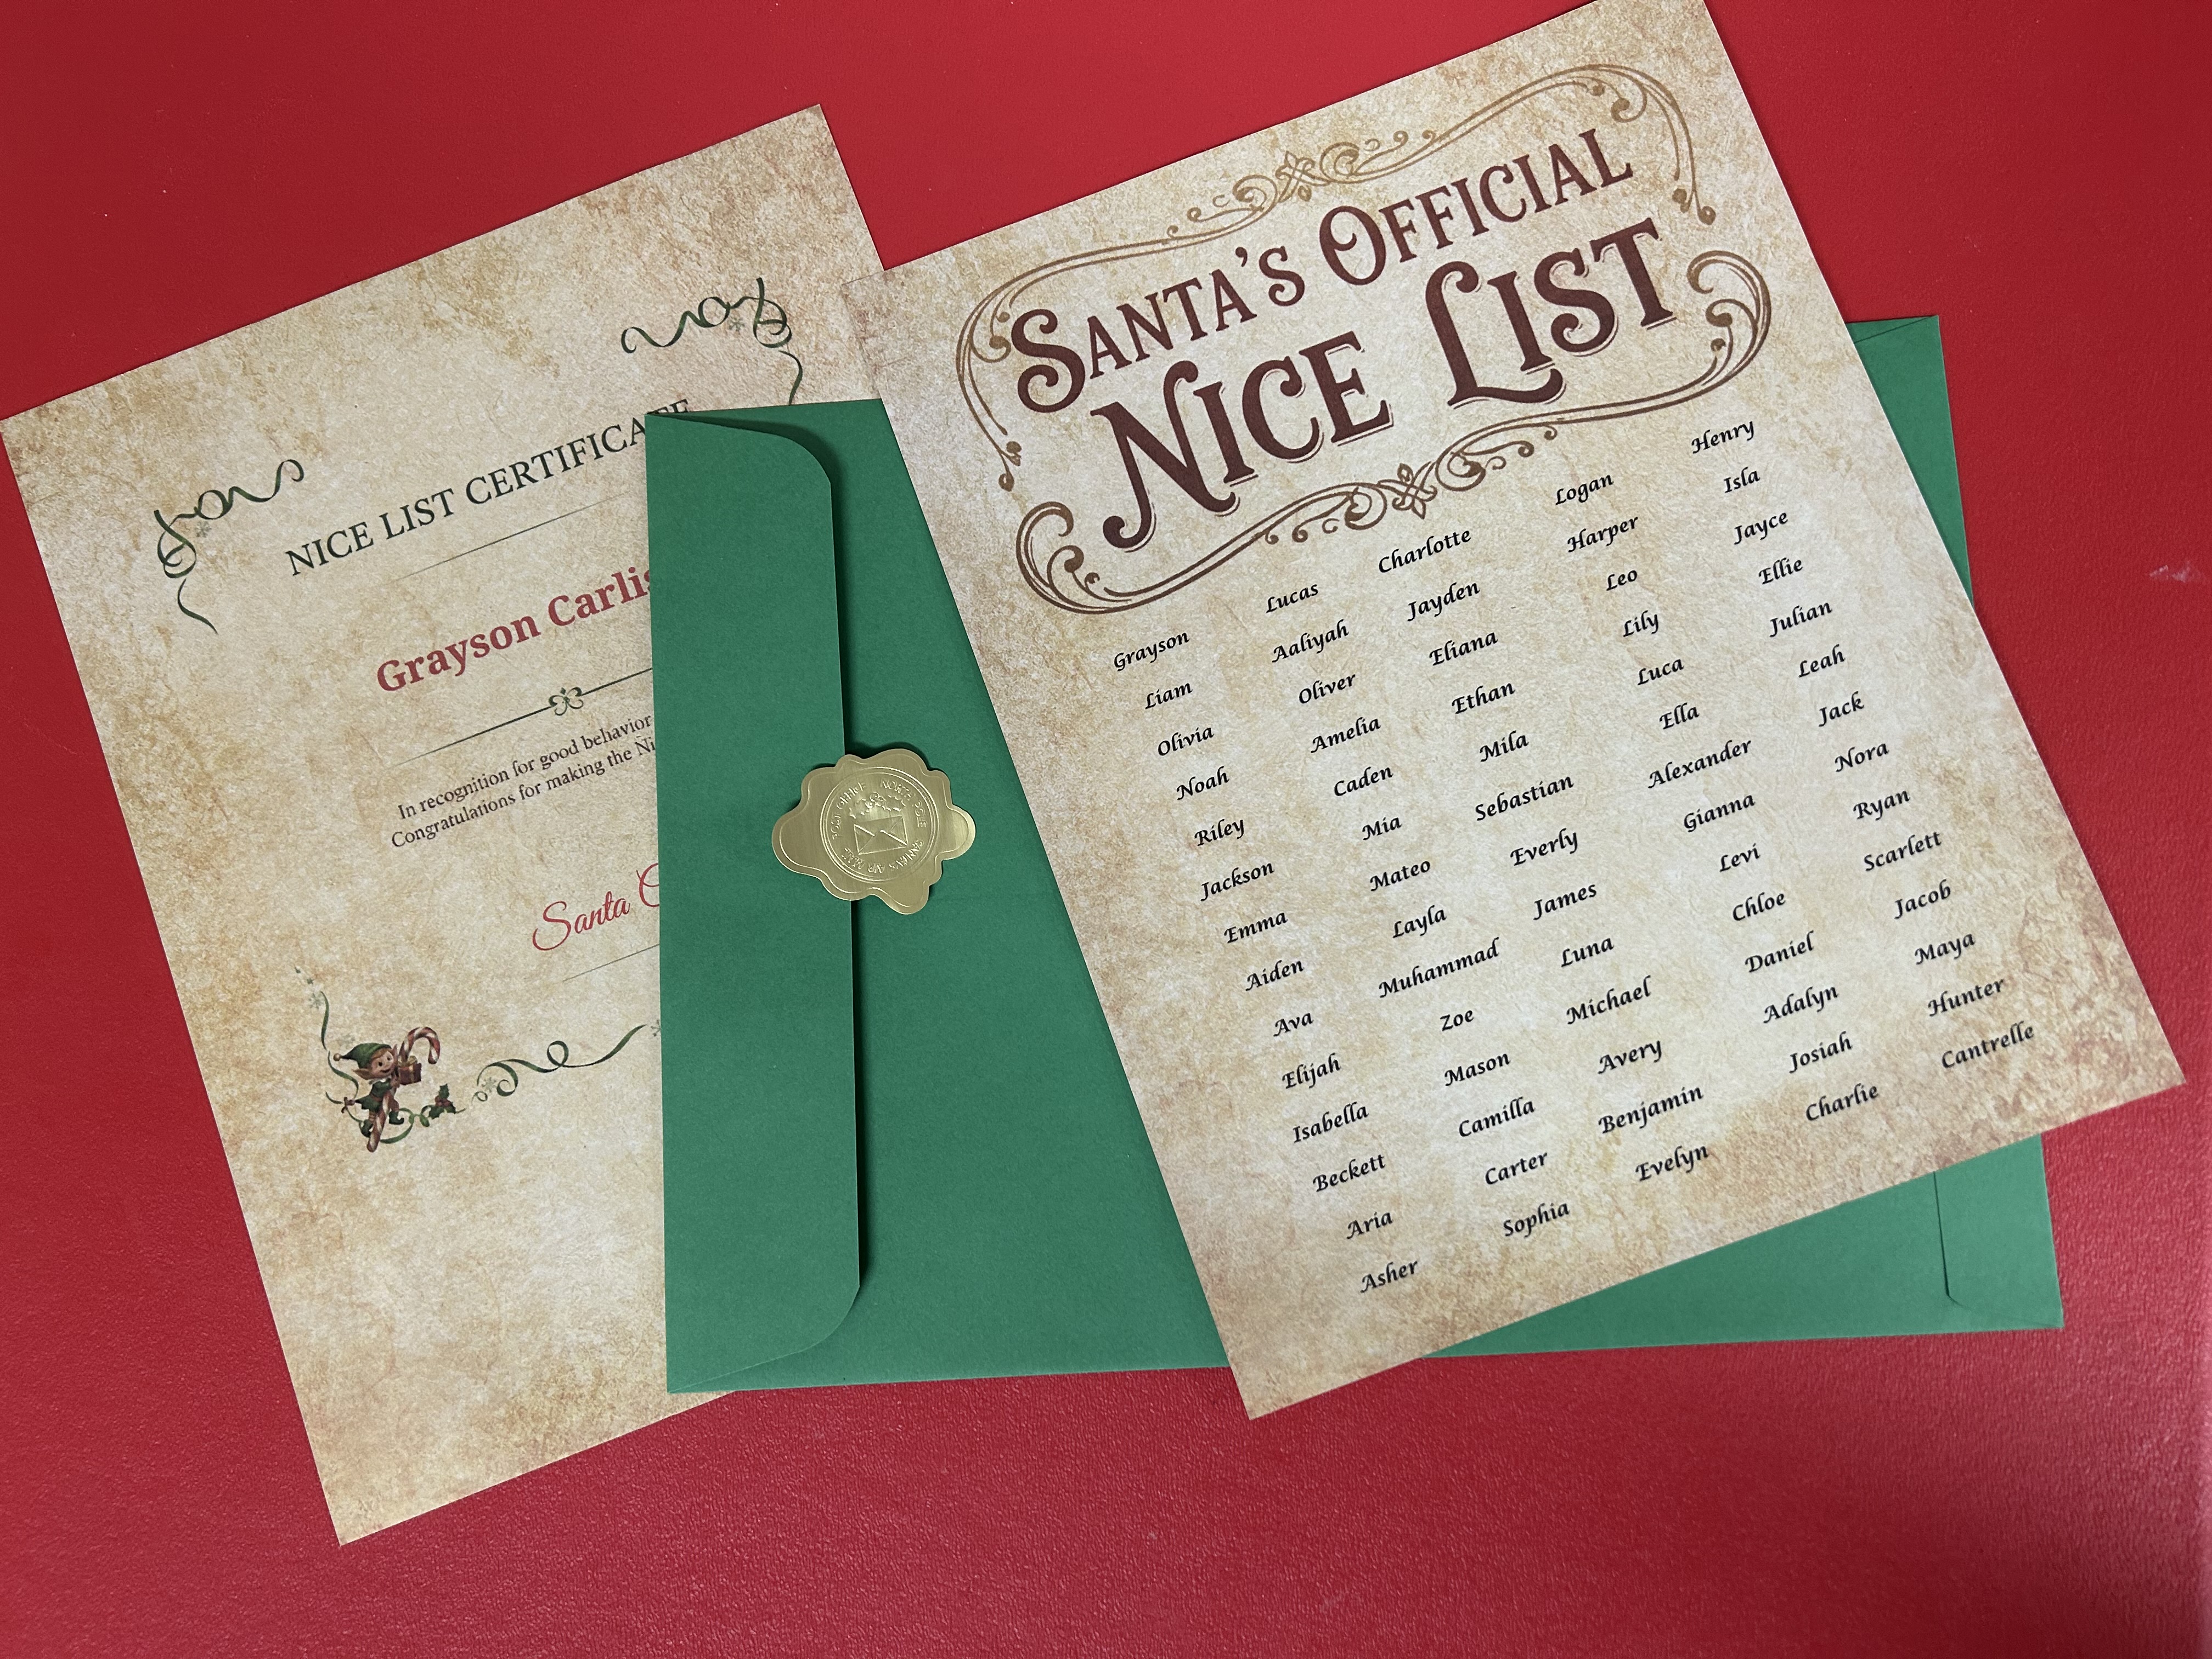 NICE LIST CERTIFICATE
Grayson
In recognition for good behavior
Congratulations for making the
Santa
POST OFFICE NORTH POLE
SANTA'S OFFICIAL
NICE LIST
Grayson
Liam
Olivia
Noah
Riley
Jackson
Emma
Aiden
Ava
Elijah
Isabella
Beckett
Aria
Asher
Lucas
Aaliyah
Oliver
Amelia
Caden
Mia
Mateo
Layla
Muhammad
Zoe
Mason
Camilla
Carter
Sophia
Charlotte
Jayden
Eliana
Ethan
Mila
Sebastian
Everly
James
Luna
Michael
Avery
Benjamin
Evelyn
Logan
Harper
Leo
Lily
Luca
Ella
Alexander
Gianna
Levi
Chloe
Daniel
Adalyn
Josiah
Charlie
Henry
Isla
Jayce
Ellie
Julian
Leah
Jack
Nora
Ryan
Scarlett
Jacob
Maya
Hunter
Cantrelle